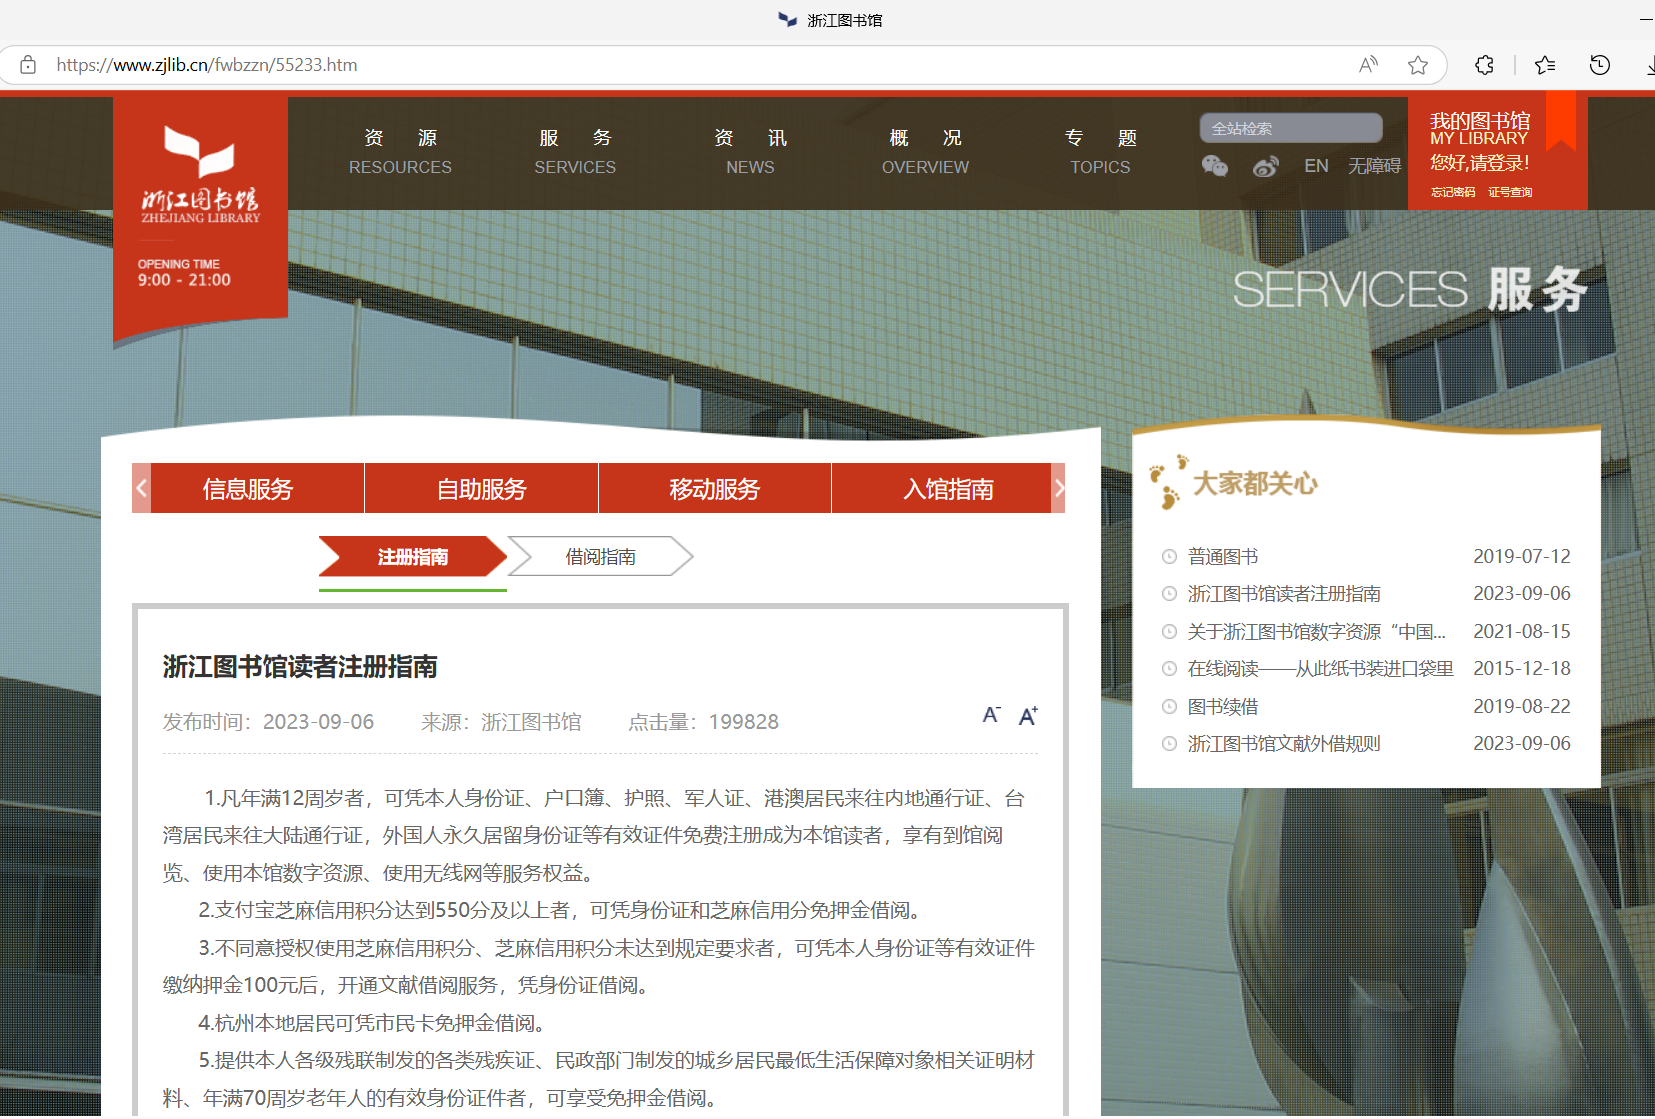 浙江图书馆
https://www.zjlib.cn/fwbzzn/55233.htm
浙江图书馆
ZHEJIANG LIBRARY
OPENING TIME
9:00 - 21:00
资 源
RESOURCES
服 务
SERVICES
资 讯
NEWS
概 况
OVERVIEW
专 题
TOPICS
全站检索
EN 无障碍
我的图书馆
MY LIBRARY
您好,请登录!
忘记密码 证号查询
SERVICES 服务
信息服务 自助服务 移动服务 入馆指南
注册指南 借阅指南
浙江图书馆读者注册指南
发布时间：2023-09-06 来源：浙江图书馆 点击量：199828
A- A+
1.凡年满12周岁者，可凭本人身份证、户口簿、护照、军人证、港澳居民来往内地通行证、台
湾居民来往大陆通行证，外国人永久居留身份证等有效证件免费注册成为本馆读者，享有到馆阅
览、使用本馆数字资源、使用无线网等服务权益。
2.支付宝芝麻信用积分达到550分及以上者，可凭身份证和芝麻信用分免押金借阅。
3.不同意授权使用芝麻信用积分、芝麻信用积分未达到规定要求者，可凭本人身份证等有效证件
缴纳押金100元后，开通文献借阅服务，凭身份证借阅。
4.杭州本地居民可凭市民卡免押金借阅。
5.提供本人各级残联制发的各类残疾证、民政部门制发的城乡居民最低生活保障对象相关证明材
料、年满70周岁老年人的有效身份证件者，可享受免押金借阅。
大家都关心
普通图书 2019-07-12
浙江图书馆读者注册指南 2023-09-06
关于浙江图书馆数字资源“中国... 2021-08-15
在线阅读——从此纸书装进口袋里 2015-12-18
图书续借 2019-08-22
浙江图书馆文献外借规则 2023-09-06